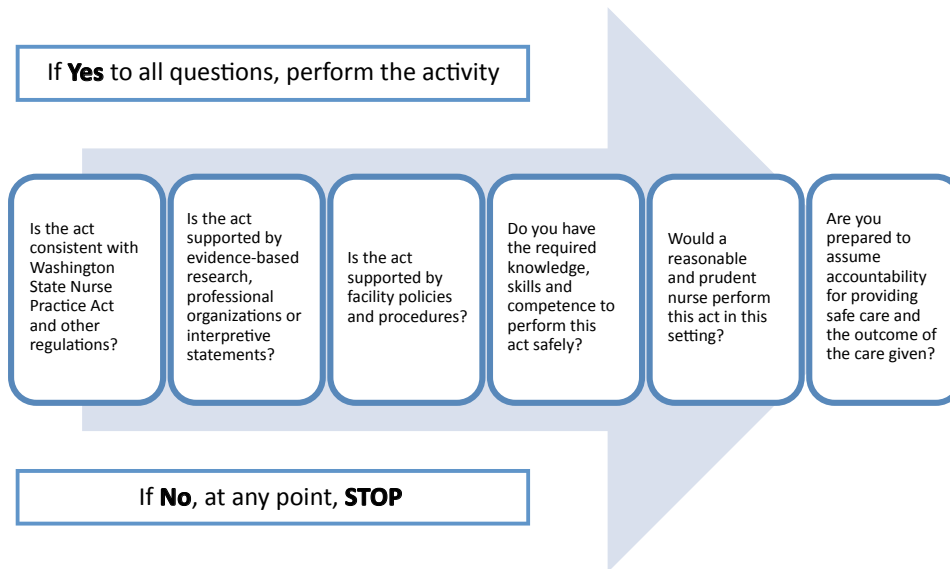 If Yes to all questions, perform the activity
Is the act
consistent with
Washington
State Nurse
Practice Act
and other
regulations?
Is the act
supported by
evidence-based
research,
professional
organizations or
interpretive
statements?
Is the act
supported by
facility policies
and procedures?
Do you have
the required
knowledge,
skills and
competence to
perform this
act safely?
Would a
reasonable
and prudent
nurse perform
this act in this
setting?
Are you
prepared to
assume
accountability
for providing
safe care and
the outcome of
the care given?
If No, at any point, STOP